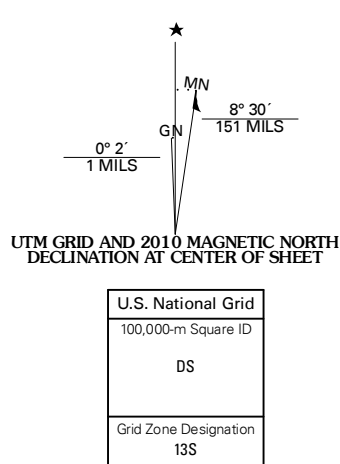 MN
8° 30´
151 MILS
GN
0° 2´
1 MILS
UTM GRID AND 2010 MAGNETIC NORTH
DECLINATION AT CENTER OF SHEET
U.S. National Grid
100,000-m Square ID
DS
Grid Zone Designation
13S